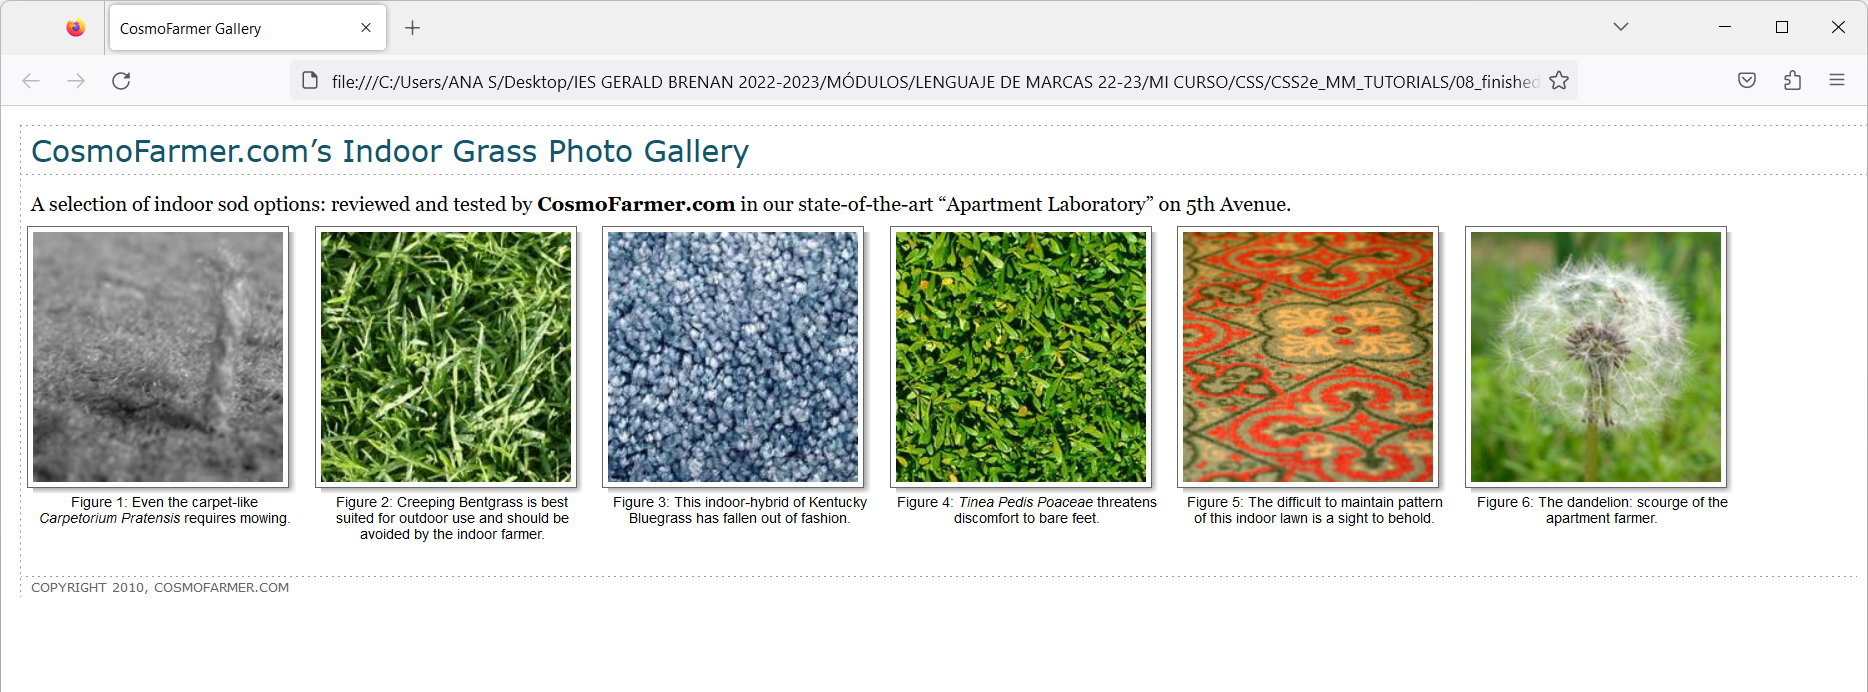 CosmoFarmer Gallery
file:///C:/Users/ANA S/Desktop/IES GERALD BRENAN 2022-2023/MÓDULOS/LENGUAJE DE MARCAS 22-23/MI CURSO/CSS/CSS2e_MM_TUTORIALS/08_finished
CosmoFarmer.com’s Indoor Grass Photo Gallery
A selection of indoor sod options: reviewed and tested by CosmoFarmer.com in our state-of-the-art “Apartment Laboratory” on 5th Avenue.
Figure 1: Even the carpet-like
Carpetorium Pratensis requires mowing.
Figure 2: Creeping Bentgrass is best
suited for outdoor use and should be
avoided by the indoor farmer.
Figure 3: This indoor-hybrid of Kentucky
Bluegrass has fallen out of fashion.
Figure 4: Tinea Pedis Poaceae threatens
discomfort to bare feet.
Figure 5: The difficult to maintain pattern
of this indoor lawn is a sight to behold.
Figure 6: The dandelion: scourge of the
apartment farmer.
COPYRIGHT 2010, COSMOFARMER.COM